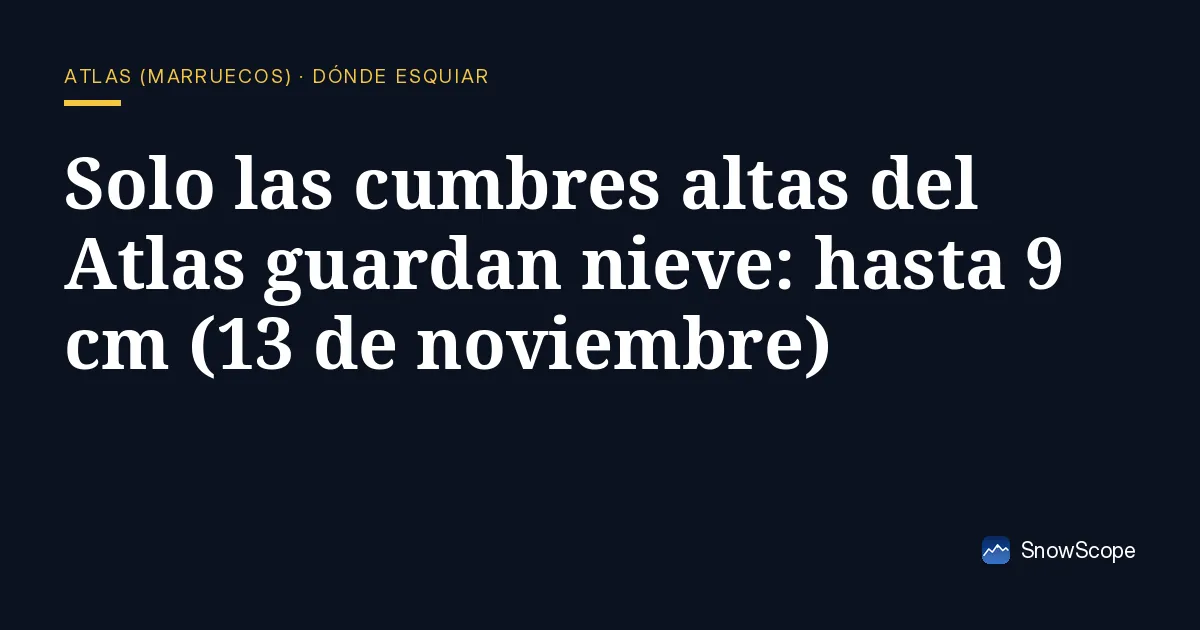 ATLAS (MARRUECOS) · DÓNDE ESQUIAR
Solo las cumbres altas del
Atlas guardan nieve: hasta 9
cm (13 de noviembre)
SnowScope